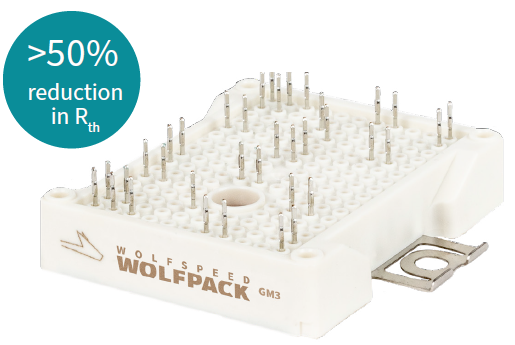 >50%
reduction
in Rth
WOLFSPEED
WOLFPACK GM3